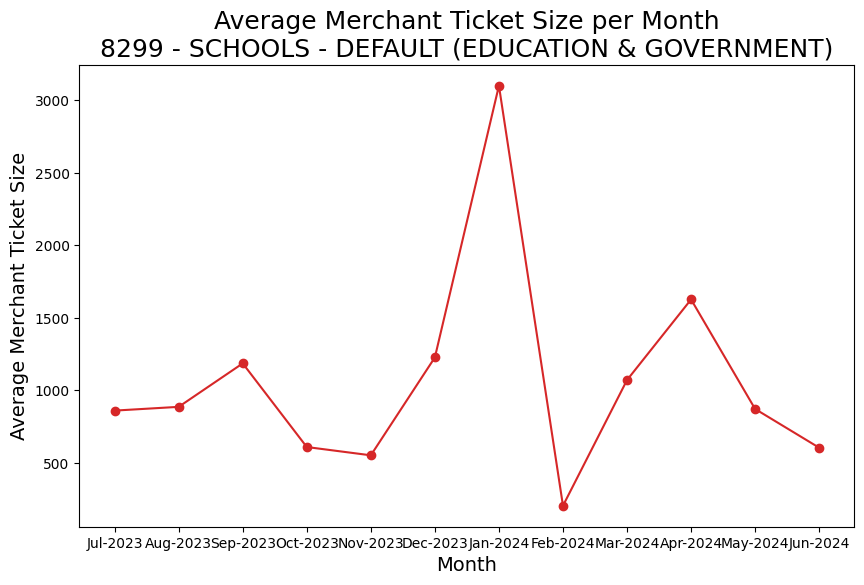 Average Merchant Ticket Size per Month
8299 - SCHOOLS - DEFAULT (EDUCATION & GOVERNMENT)
Average Merchant Ticket Size
3000
2500
2000
1500
1000
500
Jul-2023 Aug-2023 Sep-2023 Oct-2023 Nov-2023 Dec-2023 Jan-2024 Feb-2024 Mar-2024 Apr-2024 May-2024 Jun-2024
Month